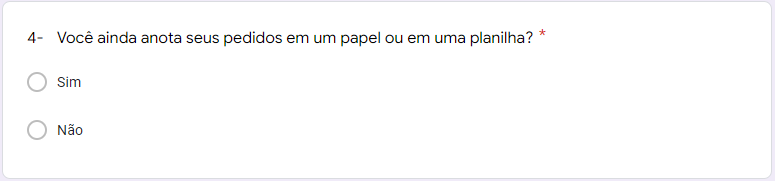 4- Você ainda anota seus pedidos em um papel ou em uma planilha? *
Sim
Não